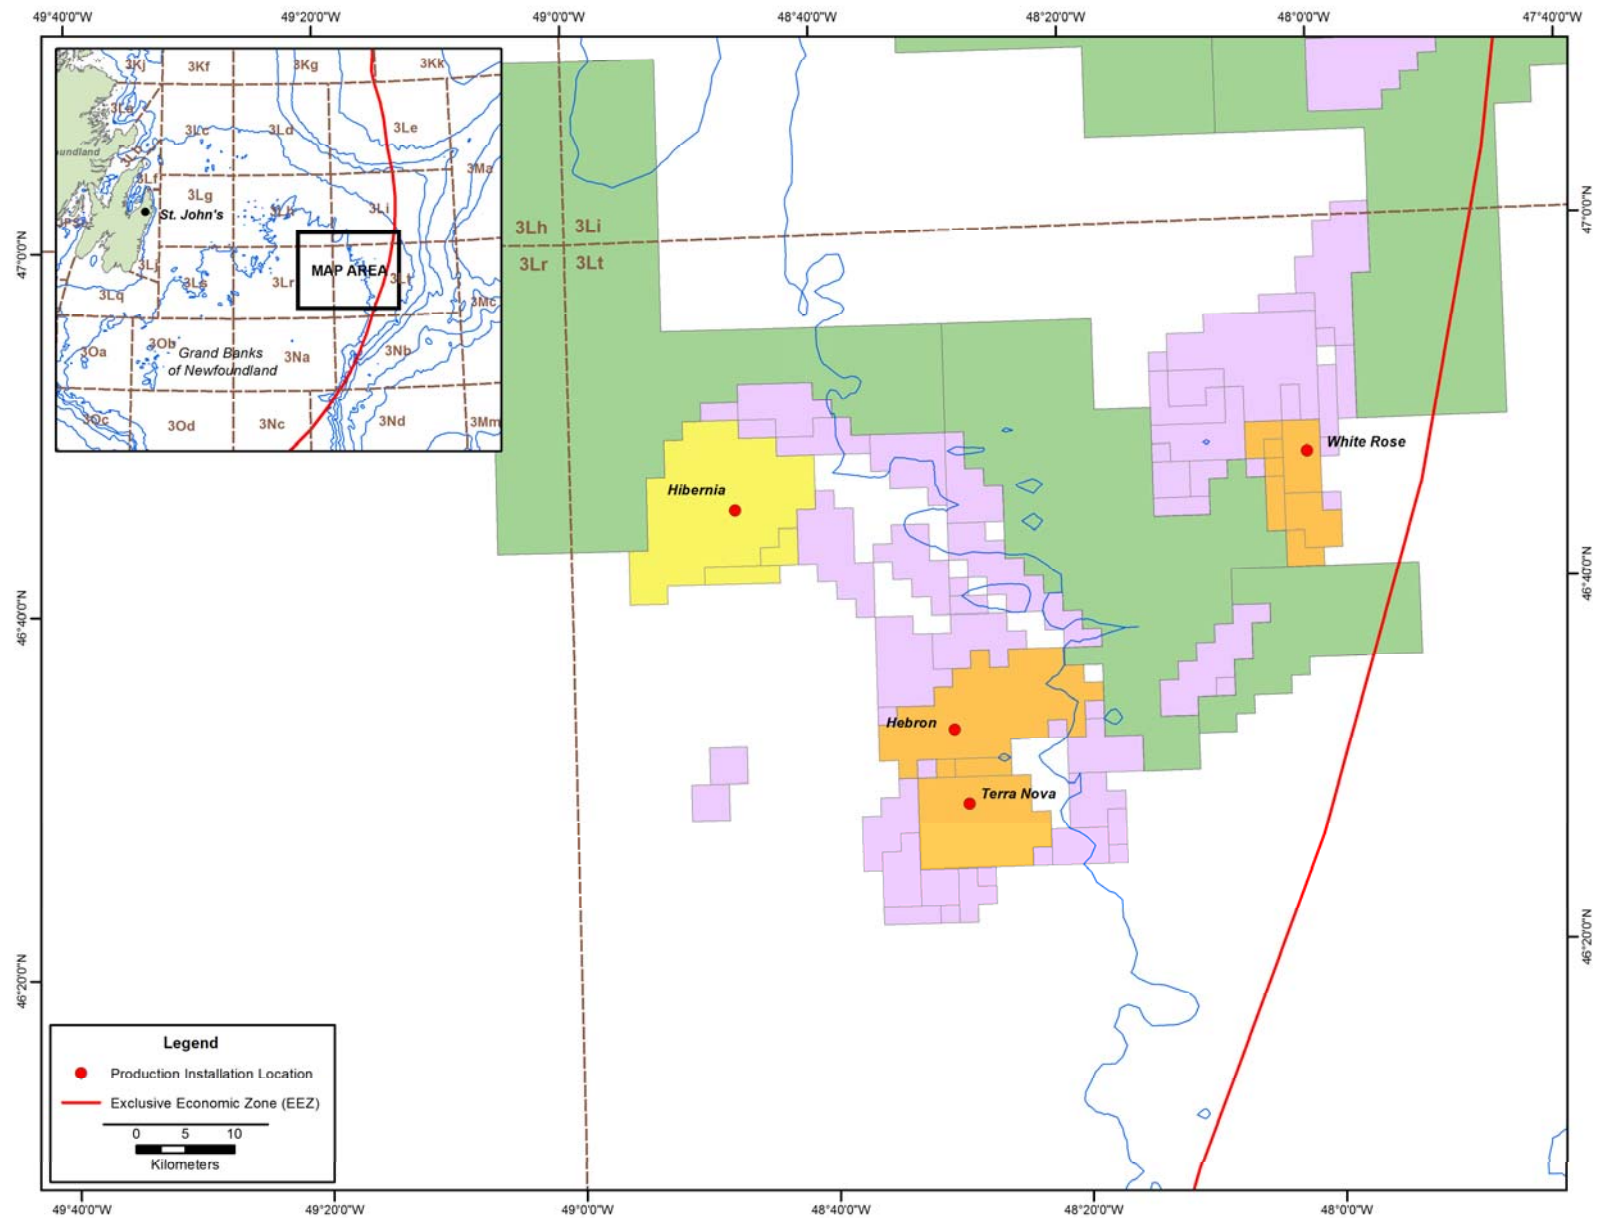 49°40'0"W 49°20'0"W 49°0'0"W 48°40'0"W 48°20'0"W 48°0'0"W 47°40'0"W
3Kj 3Kf 3Kg 3Kk
3Le
3Lc 3Ld
3Ma
3Lf
3Lg 3Lh 3Li
St. John's
3Lj
MAP AREA
3Lq 3Ls 3Lr 3Lt
3Mc
3Oa 3Ob 3Na 3Nb
Grand Banks
of Newfoundland
3Oc 3Od 3Nc 3Nd 3Mm
47°0'0"N
3Lh 3Li
3Lr 3Lt
47°0'0"N
White Rose
Hibernia
46°40'0"N
46°40'0"N
Hebron
Terra Nova
46°20'0"N
46°20'0"N
Legend
Production Installation Location
Exclusive Economic Zone (EEZ)
0 5 10
Kilometers
49°40'0"W 49°20'0"W 49°0'0"W 48°40'0"W 48°20'0"W 48°0'0"W